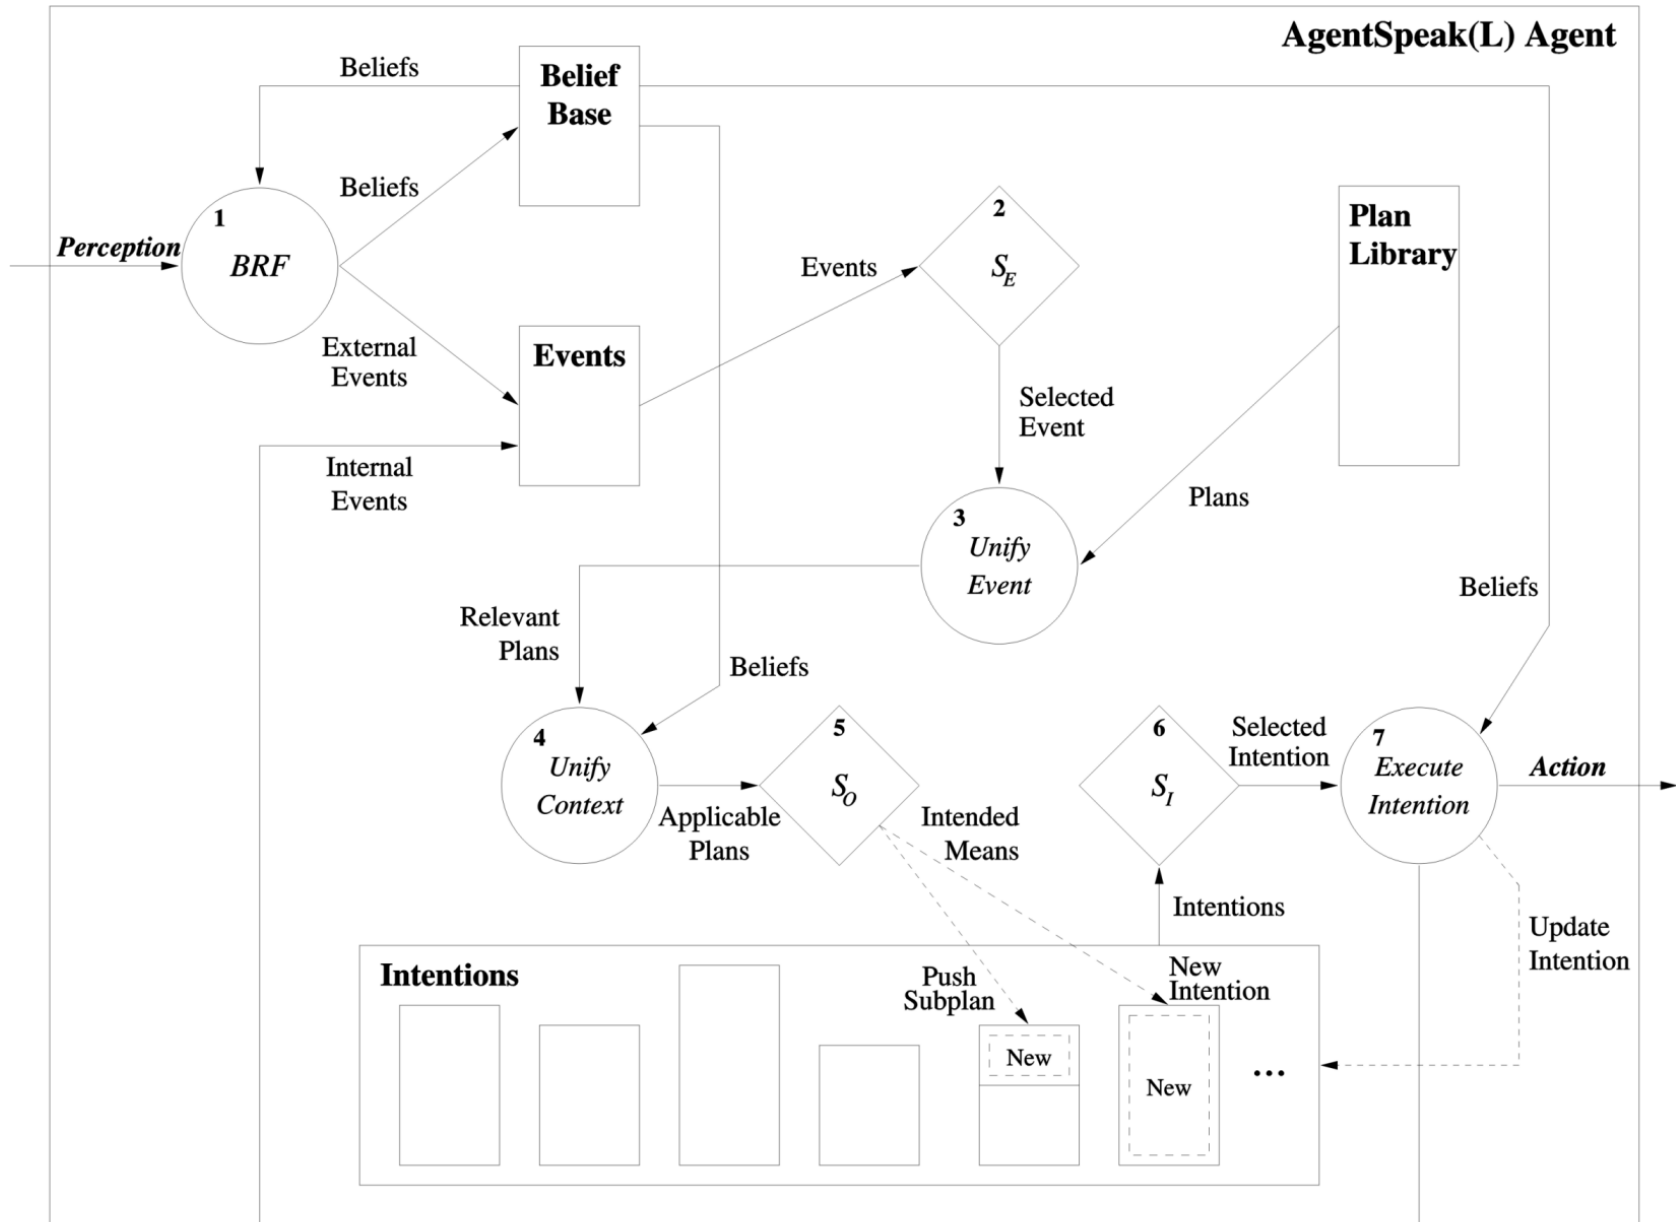 AgentSpeak(L) Agent
Beliefs
Belief
Base
Beliefs
1
BRF
Perception
External
Events
Events
Internal
Events
Events
2
S_E
Selected
Event
Plan
Library
Plans
3
Unify
Event
Beliefs
Relevant
Plans
Beliefs
4
Unify
Context
Applicable
Plans
5
S_O
Intended
Means
6
S_I
Selected
Intention
7
Execute
Intention
Action
Intentions
Update
Intention
Intentions
Push
Subplan
New
Intention
New
New
...